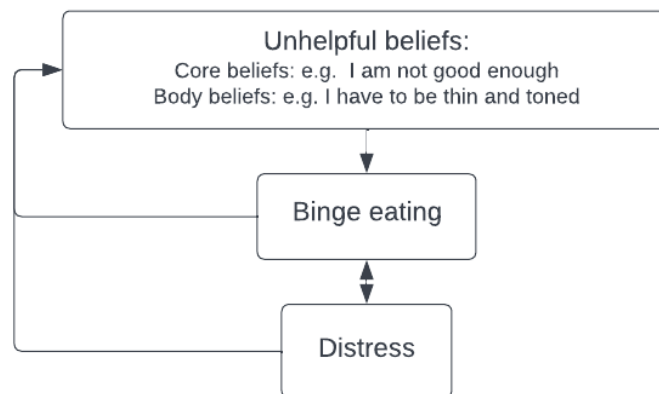 Unhelpful beliefs:
Core beliefs: e.g. I am not good enough
Body beliefs: e.g. I have to be thin and toned
Binge eating
Distress